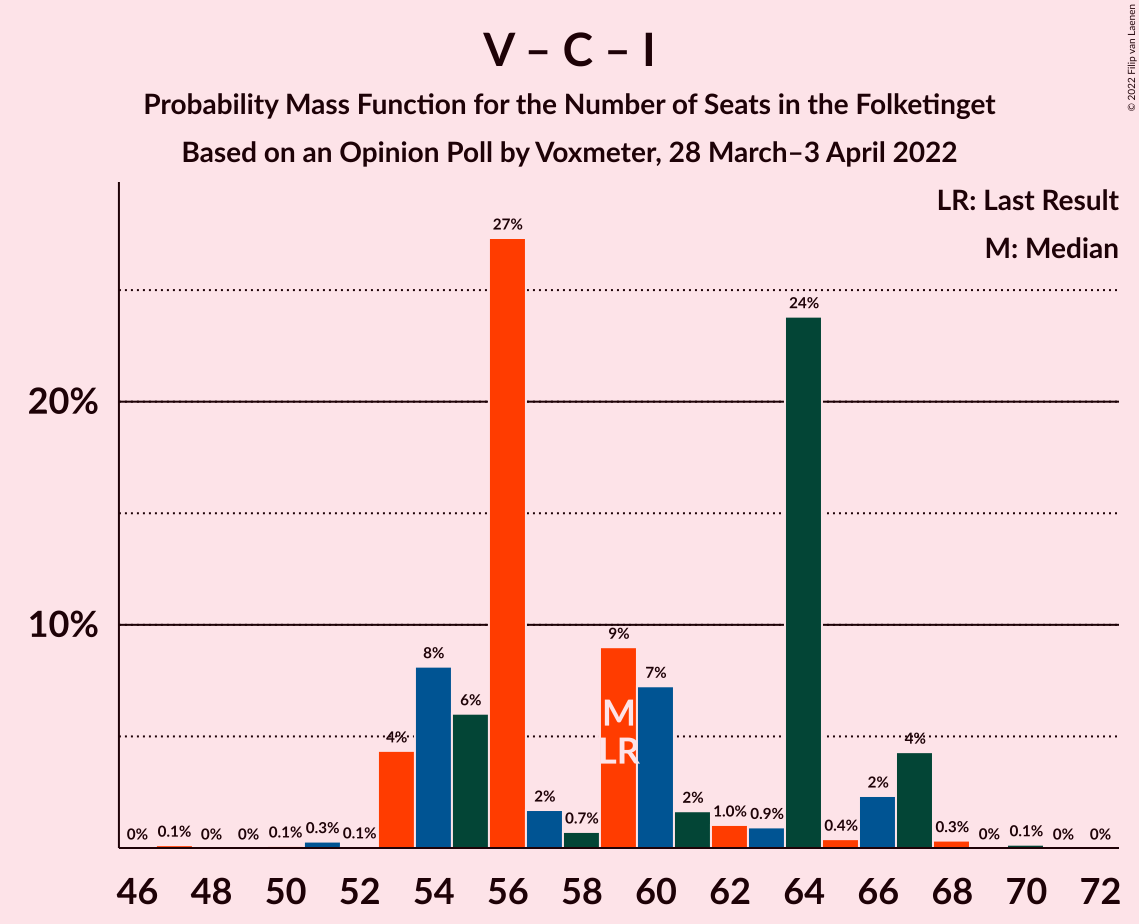 V – C – I
Probability Mass Function for the Number of Seats in the Folketinget
Based on an Opinion Poll by Voxmeter, 28 March–3 April 2022
© 2022 Filip van Laenen
LR: Last Result
M: Median
20%
10%
0% 0.1% 0% 0% 0.1% 0.3% 0.1% 4% 8% 6% 27% 2% 0.7% 9% 7% 2% 1.0% 0.9% 24% 0.4% 2% 4% 0.3% 0% 0.1% 0% 0%
M
LR
46 48 50 52 54 56 58 60 62 64 66 68 70 72